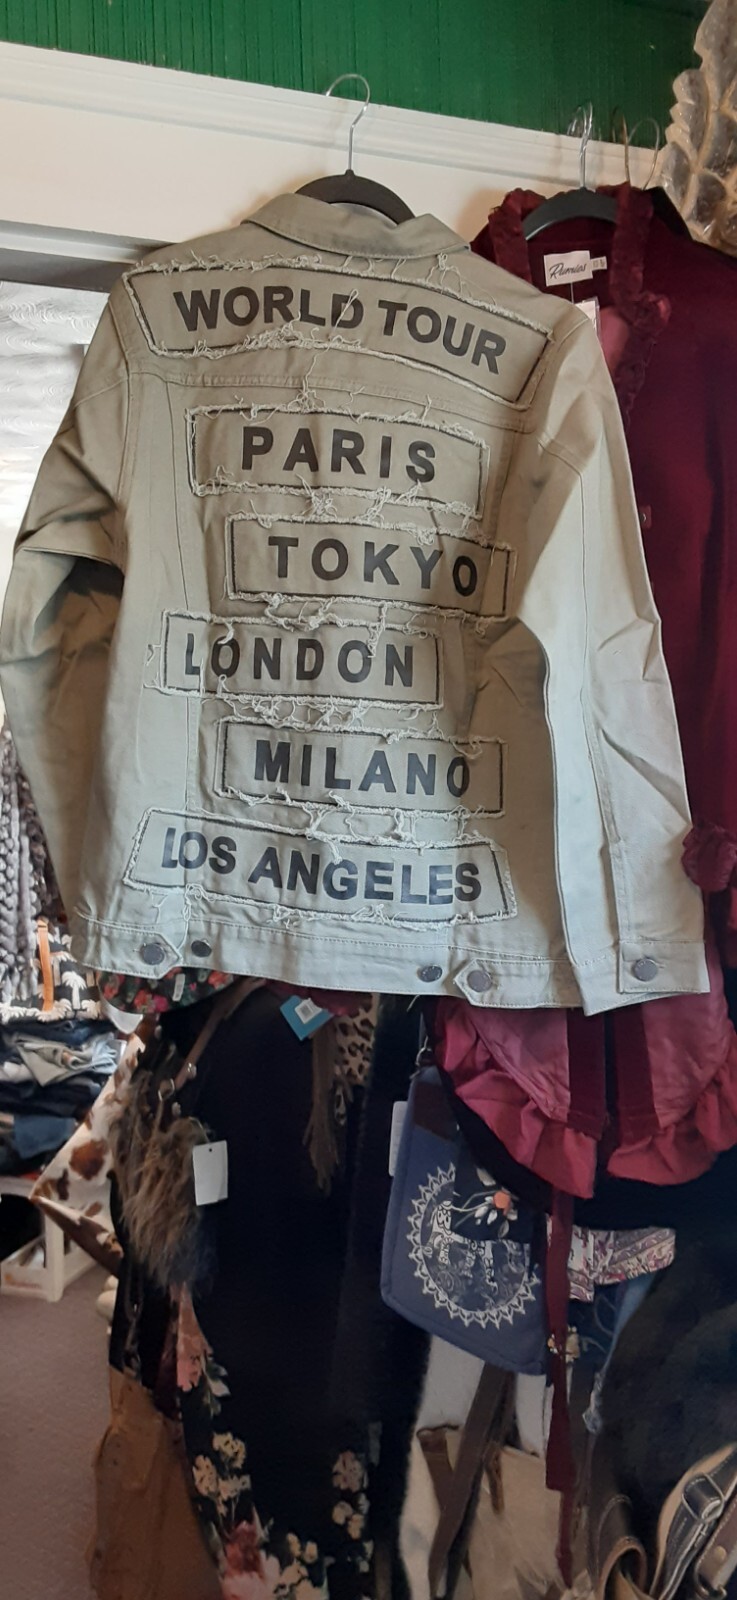 WORLD TOUR
PARIS
TOKYO
LONDON
MILANO
LOS ANGELES